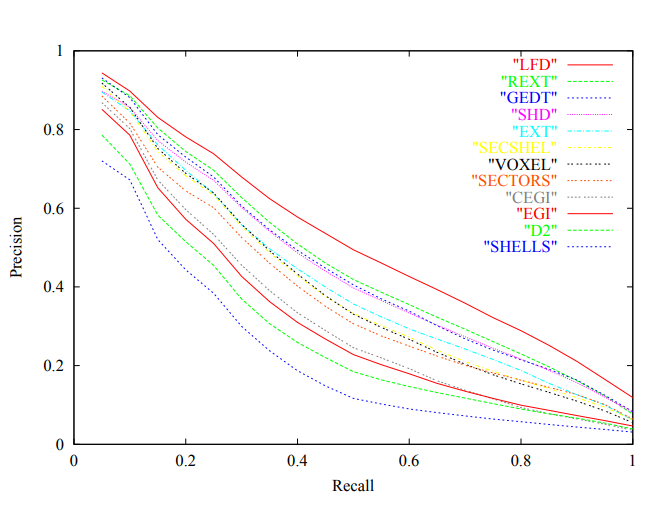 1
0.8
0.6
0.4
0.2
0
0
0.2
0.4
0.6
0.8
1
Precision
Recall
"LFD"
"REXT"
"GEDT"
"SHD"
"EXT"
"SECSHEL"
"VOXEL"
"SECTORS"
"CEGI"
"EGI"
"D2"
"SHELLS"